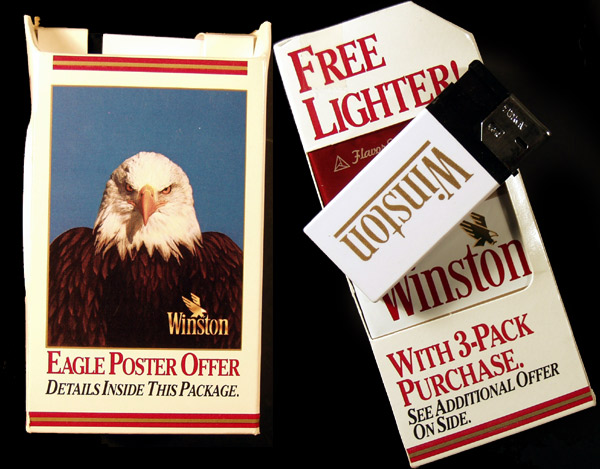 Winston
EAGLE POSTER OFFER
DETAILS INSIDE THIS PACKAGE.
FREE
LIGHTER!
Winston
Winston
WITH 3-PACK
PURCHASE.
SEE ADDITIONAL OFFER
ON SIDE.